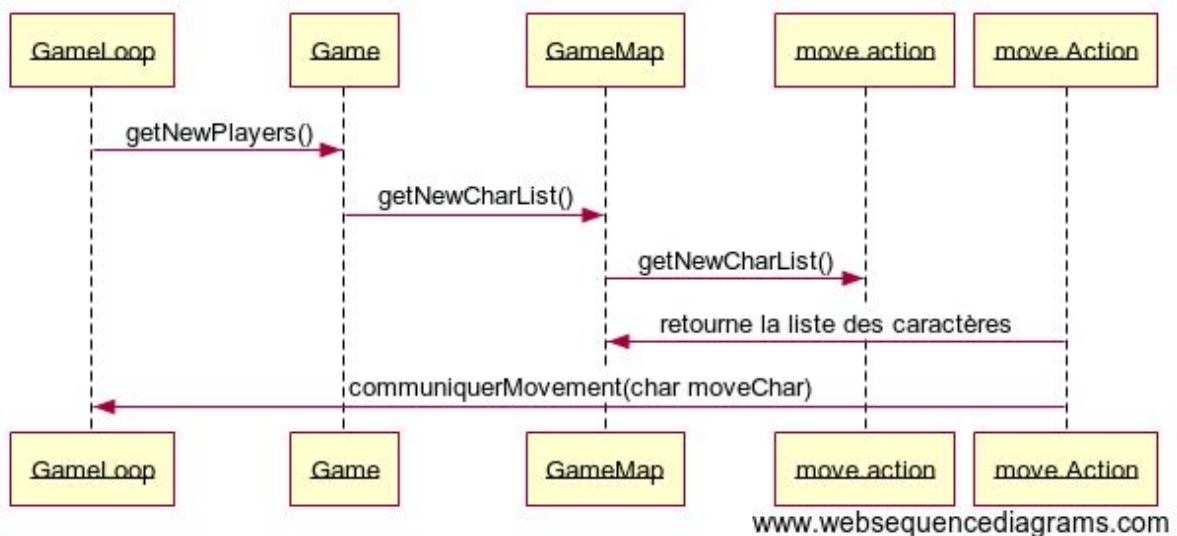 GameLoop
Game
GameMap
move.action
move.Action
getNewPlayers()
getNewCharList()
getNewCharList()
retourne la liste des caractères
communiquerMovement(char moveChar)
GameLoop
Game
GameMap
move.action
move.Action
www.websequencediagrams.com